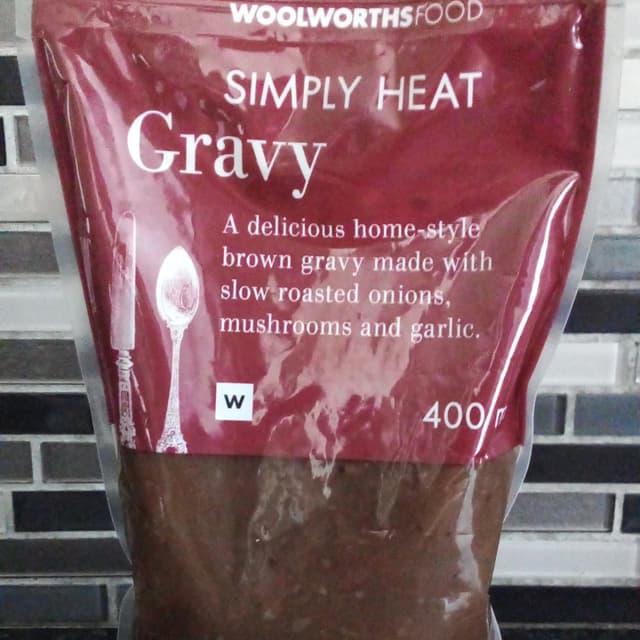 WOOLWORTHSFOOD
SIMPLY HEAT
Gravy
A delicious home-style
brown gravy made with
slow roasted onions,
mushrooms and garlic.
W
400